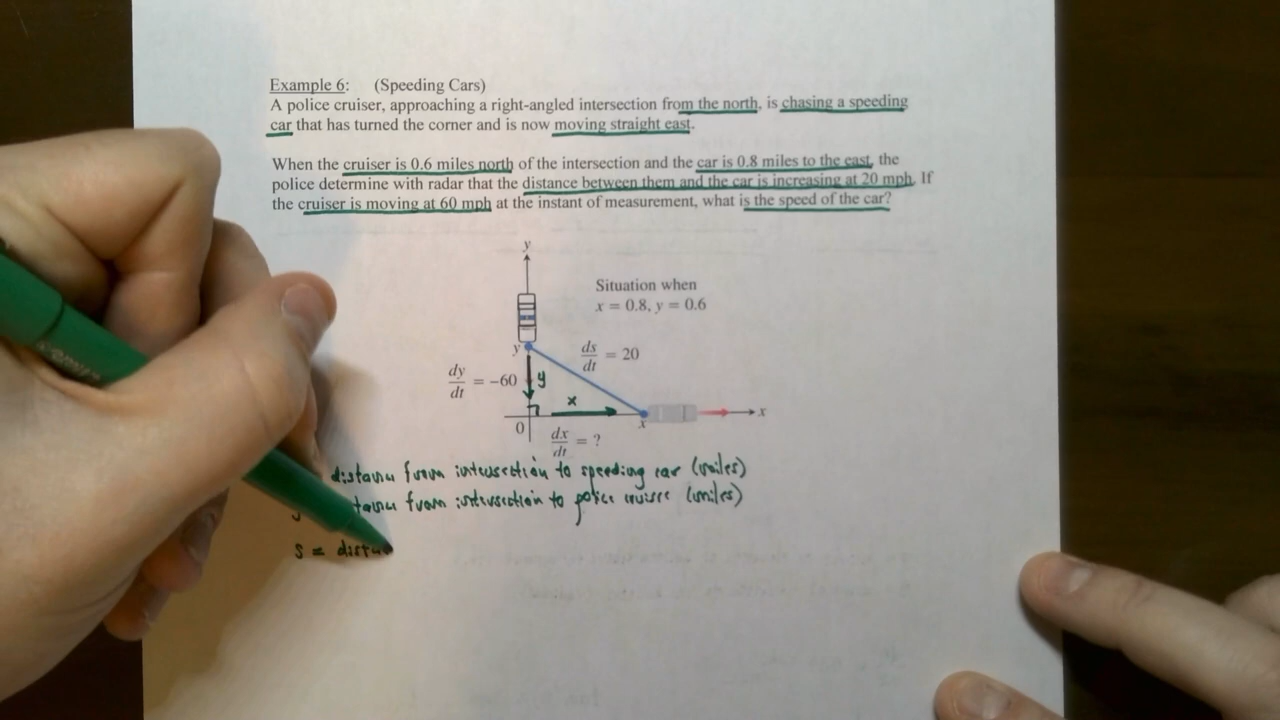 Example 6: (Speeding Cars)
A police cruiser, approaching a right-angled intersection from the north, is chasing a speeding
car that has turned the corner and is now moving straight east.
When the cruiser is 0.6 miles north of the intersection and the car is 0.8 miles to the east, the
police determine with radar that the distance between them and the car is increasing at 20 mph. If
the cruiser is moving at 60 mph at the instant of measurement, what is the speed of the car?
y
Situation when
x = 0.8, y = 0.6
y
ds/dt = 20
dy/dt = −60
y
x
x
x
0
dx/dt = ?
distance from intersection to speeding car (miles)
from intersection to police cruiser (miles)
s =